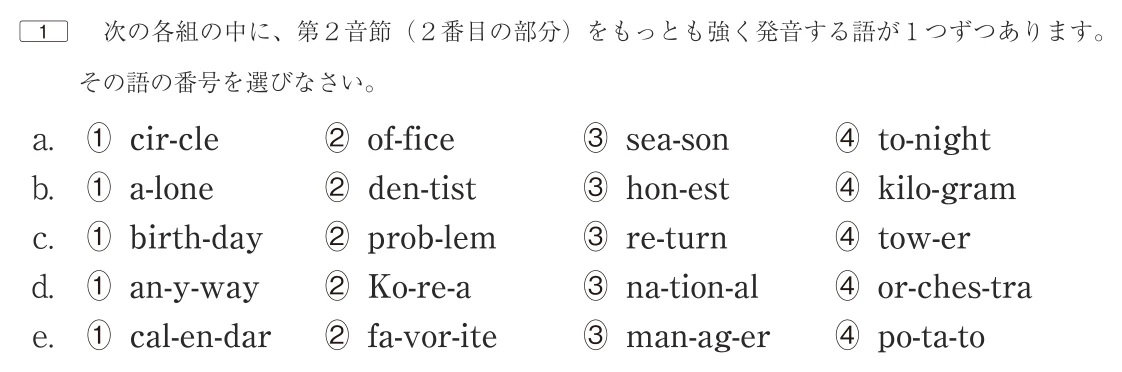 1 次の各組の中に、第２音節（２番目の部分）をもっとも強く発音する語が１つずつあります。
その語の番号を選びなさい。
a. ① cir-cle ② of-fice ③ sea-son ④ to-night
b. ① a-lone ② den-tist ③ hon-est ④ kilo-gram
c. ① birth-day ② prob-lem ③ re-turn ④ tow-er
d. ① an-y-way ② Ko-re-a ③ na-tion-al ④ or-ches-tra
e. ① cal-en-dar ② fa-vor-ite ③ man-ag-er ④ po-ta-to